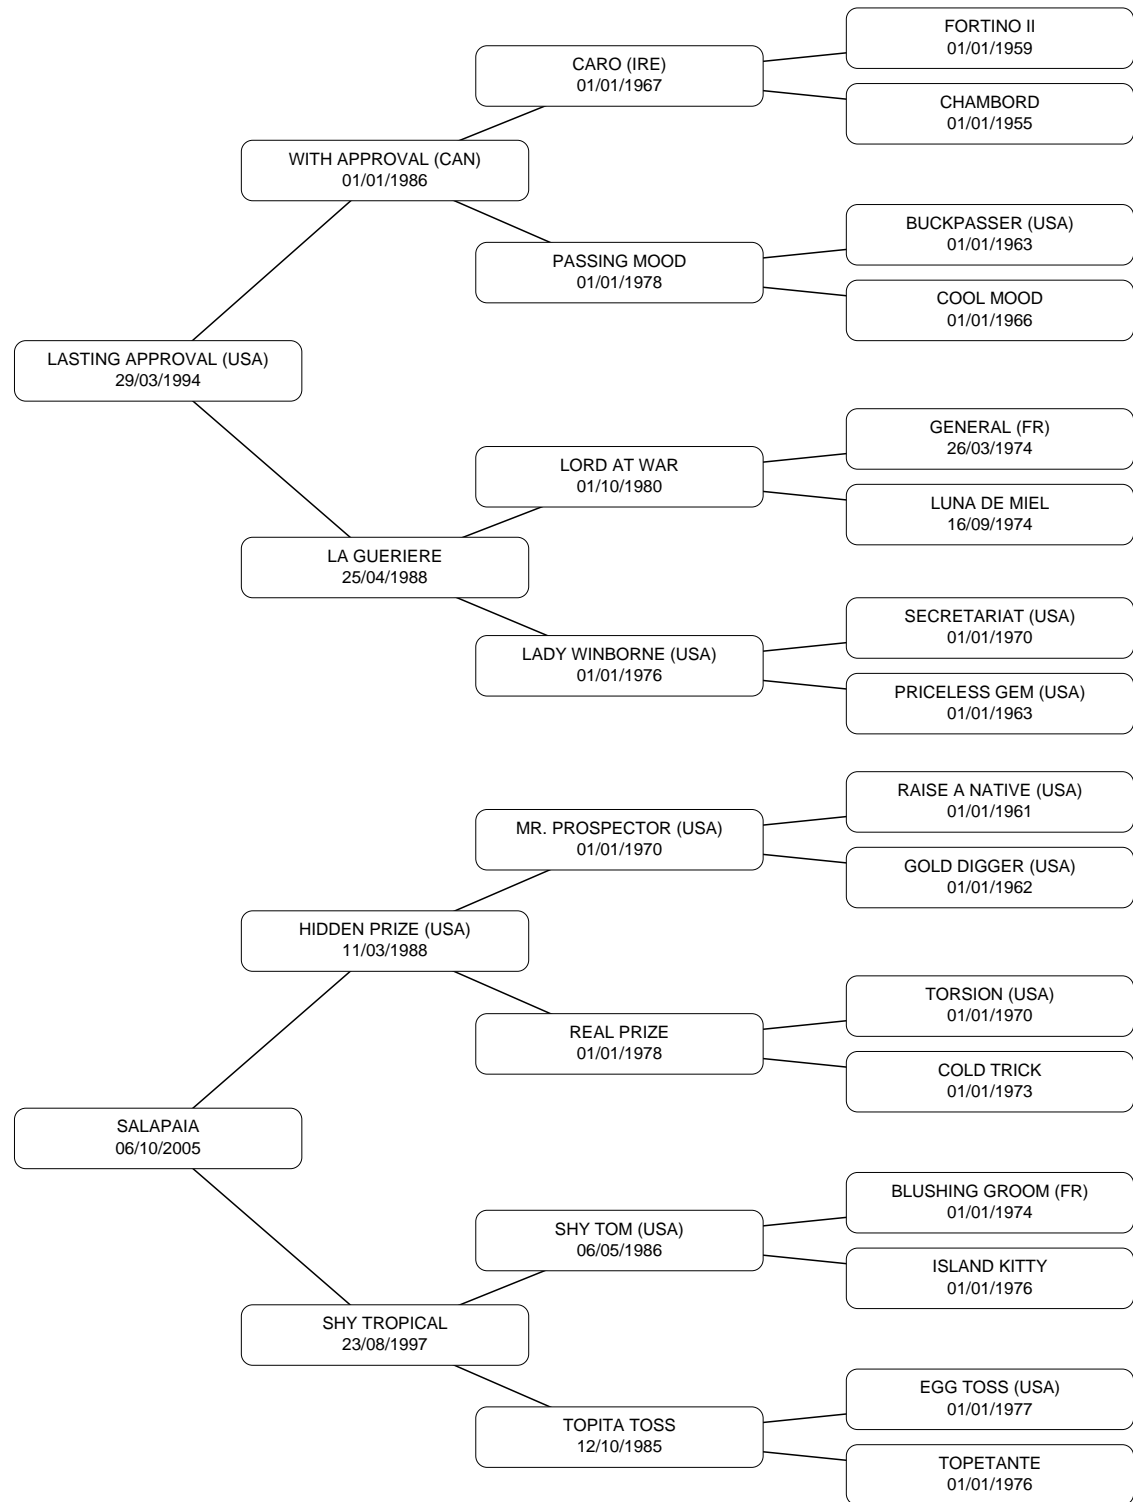 FORTINO II
01/01/1959
CARO (IRE)
01/01/1967
CHAMBORD
01/01/1955
WITH APPROVAL (CAN)
01/01/1986
BUCKPASSER (USA)
01/01/1963
PASSING MOOD
01/01/1978
COOL MOOD
01/01/1966
LASTING APPROVAL (USA)
29/03/1994
GENERAL (FR)
26/03/1974
LORD AT WAR
01/10/1980
LUNA DE MIEL
16/09/1974
LA GUERIERE
25/04/1988
SECRETARIAT (USA)
01/01/1970
LADY WINBORNE (USA)
01/01/1976
PRICELESS GEM (USA)
01/01/1963
RAISE A NATIVE (USA)
01/01/1961
MR. PROSPECTOR (USA)
01/01/1970
GOLD DIGGER (USA)
01/01/1962
HIDDEN PRIZE (USA)
11/03/1988
TORSION (USA)
01/01/1970
REAL PRIZE
01/01/1978
COLD TRICK
01/01/1973
SALAPAIA
06/10/2005
BLUSHING GROOM (FR)
01/01/1974
SHY TOM (USA)
06/05/1986
ISLAND KITTY
01/01/1976
SHY TROPICAL
23/08/1997
EGG TOSS (USA)
01/01/1977
TOPITA TOSS
12/10/1985
TOPETANTE
01/01/1976